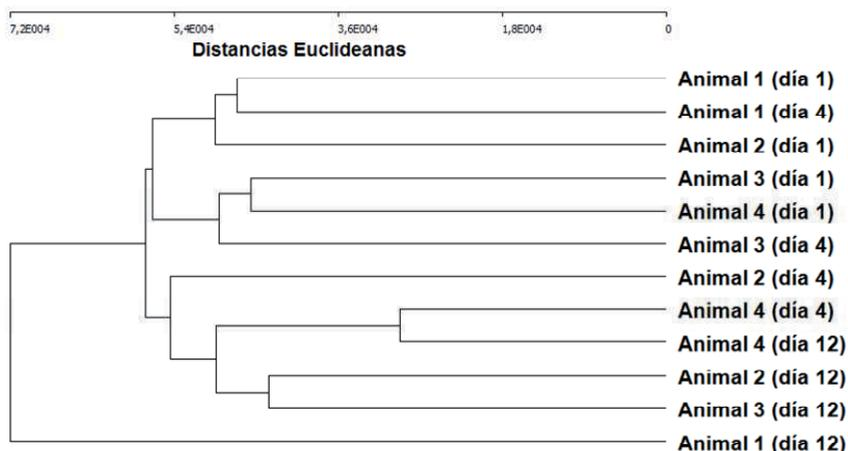 7,2E004 5,4E004 3,6E004 1,8E004 0
Distancias Euclideanas
Animal 1 (día 1)
Animal 1 (día 4)
Animal 2 (día 1)
Animal 3 (día 1)
Animal 4 (día 1)
Animal 3 (día 4)
Animal 2 (día 4)
Animal 4 (día 4)
Animal 4 (día 12)
Animal 2 (día 12)
Animal 3 (día 12)
Animal 1 (día 12)